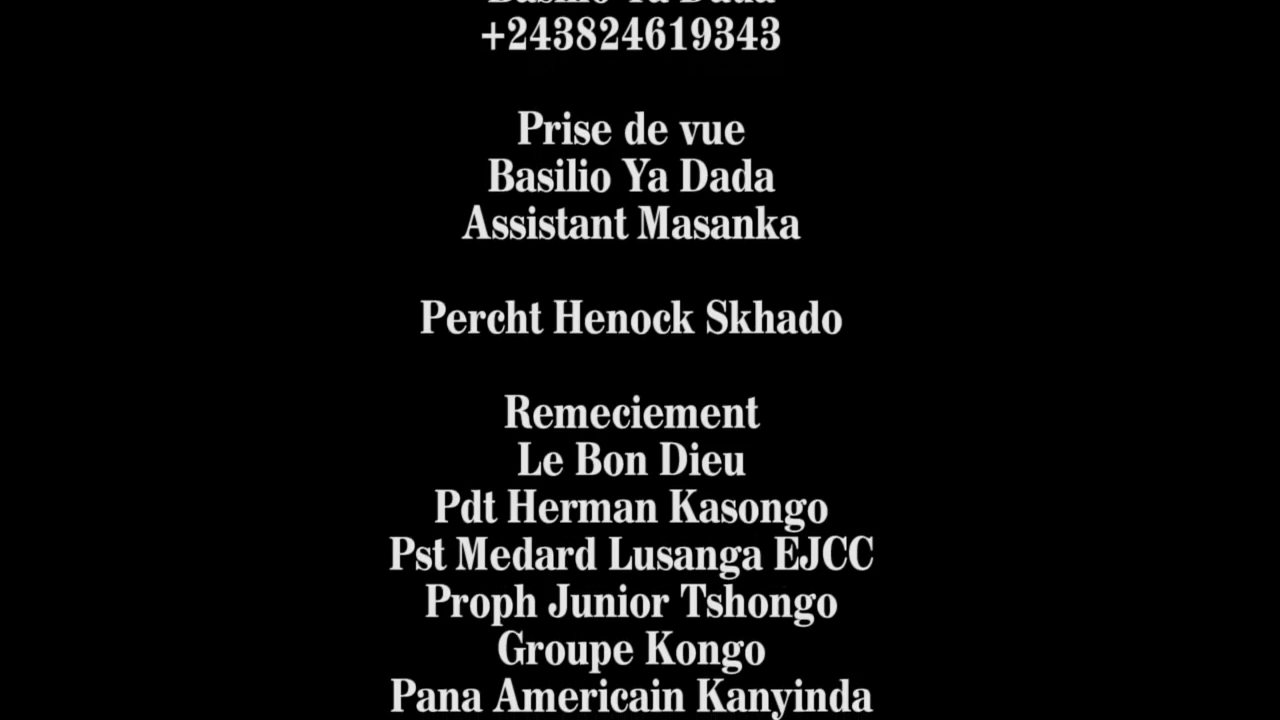 Basilio Ya Dada
+243824619343
Prise de vue
Basilio Ya Dada
Assistant Masanka
Percht Henock Skhado
Remeciement
Le Bon Dieu
Pdt Herman Kasongo
Pst Medard Lusanga EJCC
Proph Junior Tshongo
Groupe Kongo
Pana Americain Kanyinda